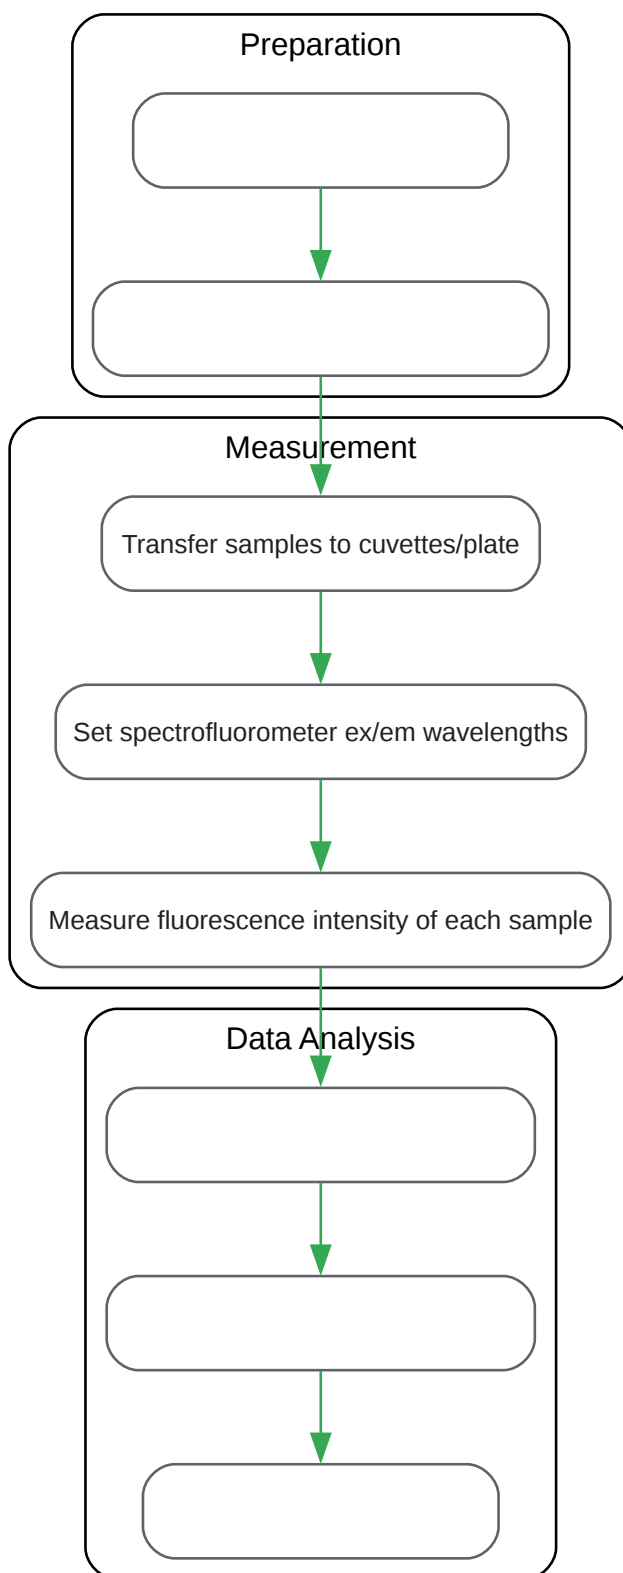 Preparation
Measurement
Transfer samples to cuvettes/plate
Set spectrofluorometer ex/em wavelengths
Measure fluorescence intensity of each sample
Data Analysis